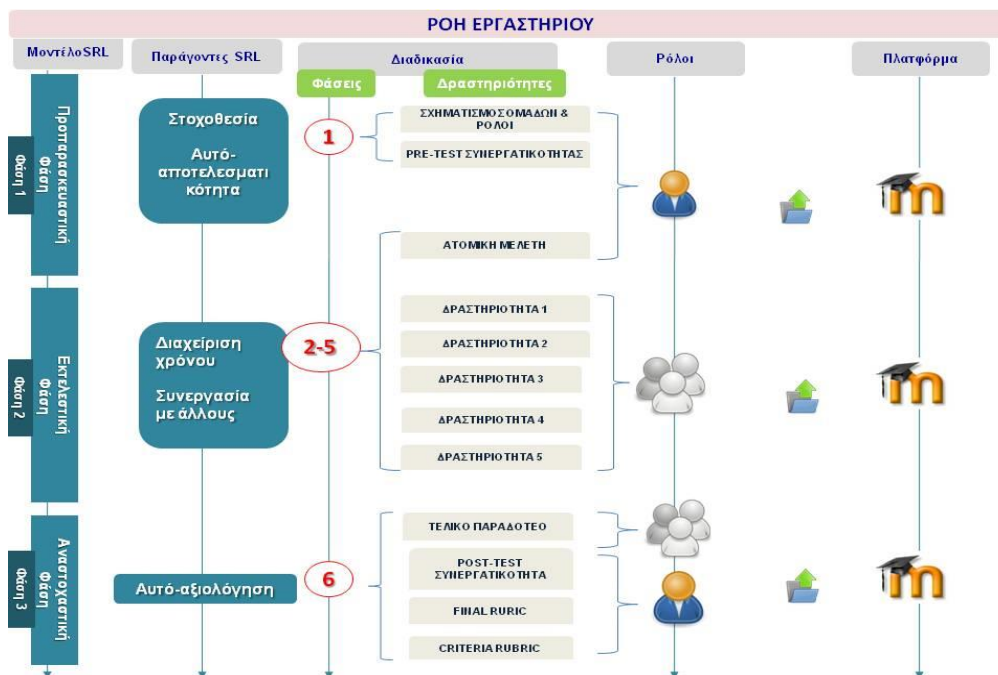 ΡΟΗ ΕΡΓΑΣΤΗΡΙΟΥ
ΜοντέλοSRL
Παράγοντες SRL
Διαδικασία
Ρόλοι
Πλατφόρμα
Φάσεις
Δραστηριότητες
Προπαρασκευαστική
Φάση
Φάση 1
Στοχοθεσία
Αυτό-
αποτελεσματι
κότητα
1
ΣΧΗΜΑΤΙΣΜΟΣΟΜΑΔΩΝ &
ΡΟΛΟΙ
PRE-TEST ΣΥΝΕΡΓΑΤΙΚΟΤΗΤΑΣ
ΑΤΟΜΙΚΗ ΜΕΛΕΤΗ
Εκτελεστική
Φάση
Φάση 2
Διαχείριση
χρόνου
Συνεργασία
με άλλους
2-5
ΔΡΑΣΤΗΡΙΟΤΗΤΑ 1
ΔΡΑΣΤΗΡΙΟΤΗΤΑ 2
ΔΡΑΣΤΗΡΙΟΤΗΤΑ 3
ΔΡΑΣΤΗΡΙΟΤΗΤΑ 4
ΔΡΑΣΤΗΡΙΟΤΗΤΑ 5
Αναστοχαστική
Φάση
Φάση 3
Αυτό-αξιολόγηση
6
ΤΕΛΙΚΟ ΠΑΡΑΔΟΤΕΟ
POST-TEST
ΣΥΝΕΡΓΑΤΙΚΟΤΗΤΑ
FINAL RURIC
CRITERIA RUBRIC
m
m
m